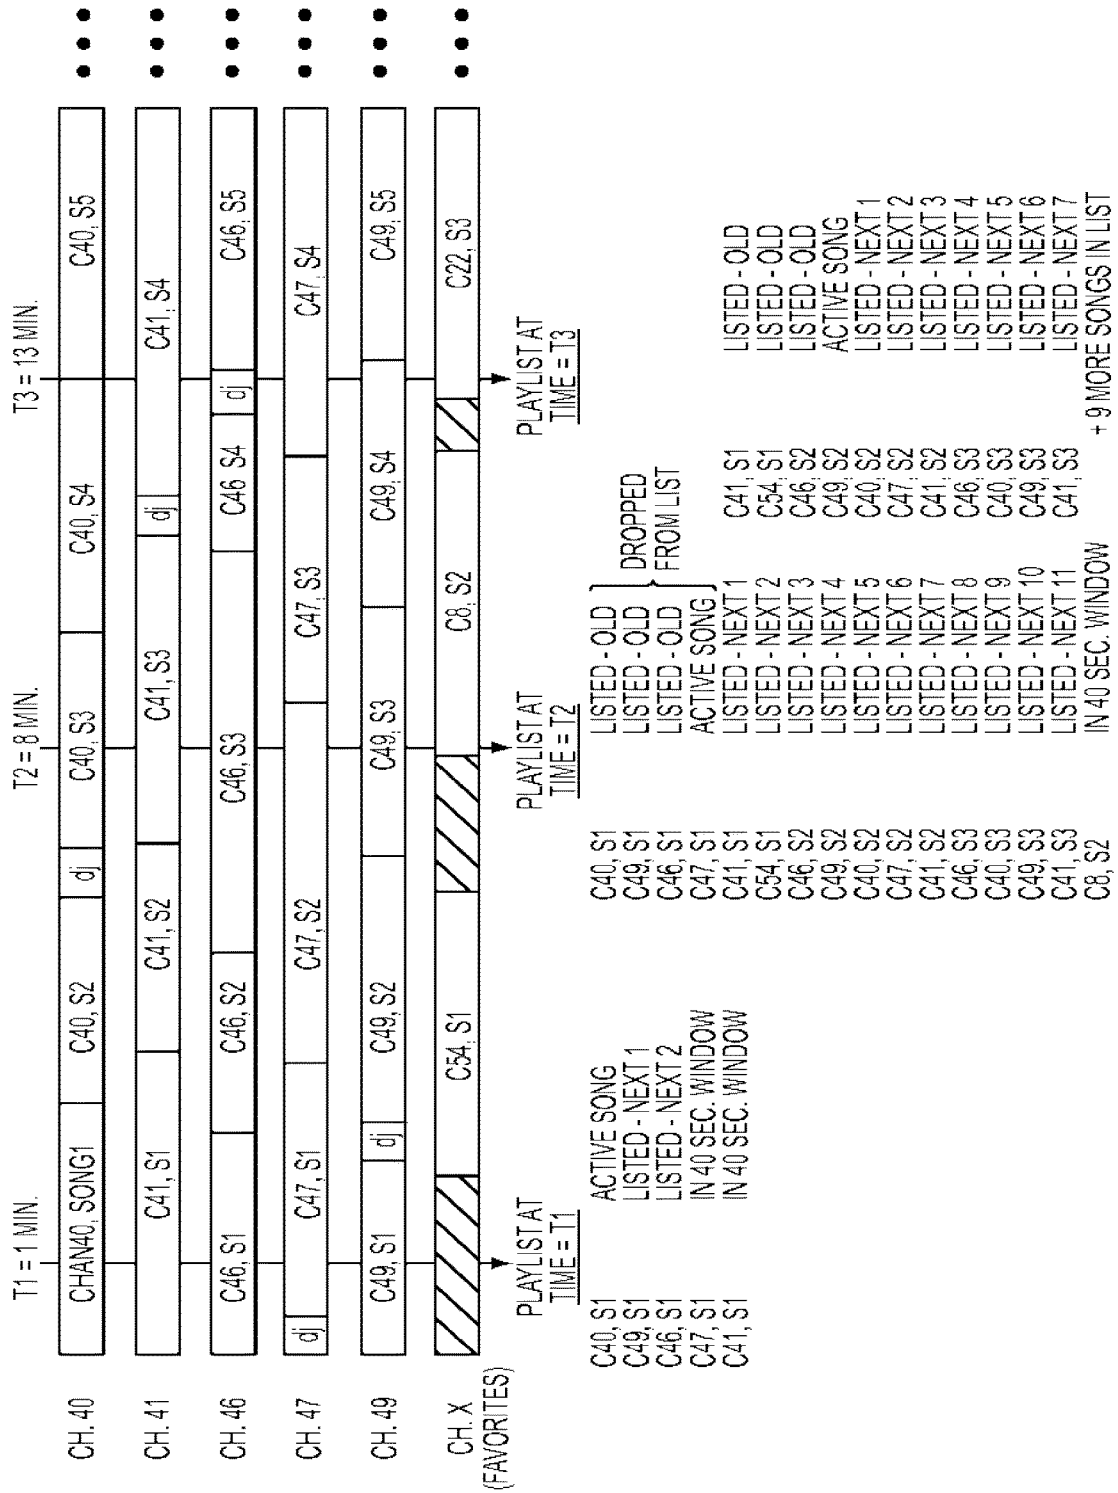 T1 = 1 MIN.
T2 = 8 MIN.
T3 = 13 MIN.
CH. 40
CHAN40, SONG1
C40, S2
dj
C40, S3
C40, S4
C40, S5
CH. 41
C41, S1
C41, S2
C41, S3
dj
C41, S4
CH. 46
C46, S1
C46, S2
C46, S3
C46 S4
dj
C46, S5
CH. 47
dj
C47, S1
C47, S2
C47, S3
C47, S4
CH. 49
C49, S1
dj
C49, S2
C49, S3
C49, S4
C49, S5
CH. X
(FAVORITES)
C54, S1
C8, S2
C22, S3
PLAYLIST AT
TIME = T1
C40, S1 ACTIVE SONG
C49, S1 LISTED - NEXT 1
C46, S1 LISTED - NEXT 2
C47, S1 IN 40 SEC. WINDOW
C41, S1 IN 40 SEC. WINDOW
PLAYLIST AT
TIME = T2
C40, S1 LISTED - OLD
C49, S1 LISTED - OLD
C46, S1 LISTED - OLD
C47, S1 ACTIVE SONG
C41, S1 LISTED - NEXT 1
C54, S1 LISTED - NEXT 2
C46, S2 LISTED - NEXT 3
C49, S2 LISTED - NEXT 4
C40, S2 LISTED - NEXT 5
C47, S2 LISTED - NEXT 6
C41, S2 LISTED - NEXT 7
C46, S3 LISTED - NEXT 8
C40, S3 LISTED - NEXT 9
C49, S3 LISTED - NEXT 10
C41, S3 LISTED - NEXT 11
C8, S2 IN 40 SEC. WINDOW
DROPPED
FROM LIST
PLAYLIST AT
TIME = T3
C41, S1 LISTED - OLD
C54, S1 LISTED - OLD
C46, S2 LISTED - OLD
C49, S2 ACTIVE SONG
C40, S2 LISTED - NEXT 1
C47, S2 LISTED - NEXT 2
C41, S2 LISTED - NEXT 3
C46, S3 LISTED - NEXT 4
C40, S3 LISTED - NEXT 5
C49, S3 LISTED - NEXT 6
C41, S3 LISTED - NEXT 7
+ 9 MORE SONGS IN LIST